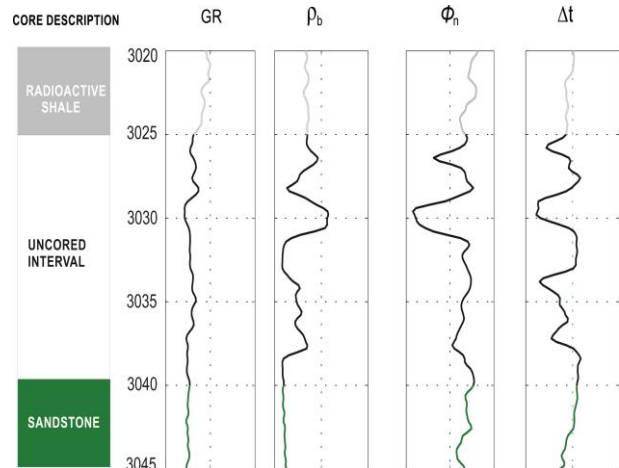 CORE DESCRIPTION GR ρb Φn Δt
3020
RADIOACTIVE
SHALE
3025
UNCORED
INTERVAL
3030
3035
3040
SANDSTONE
3045